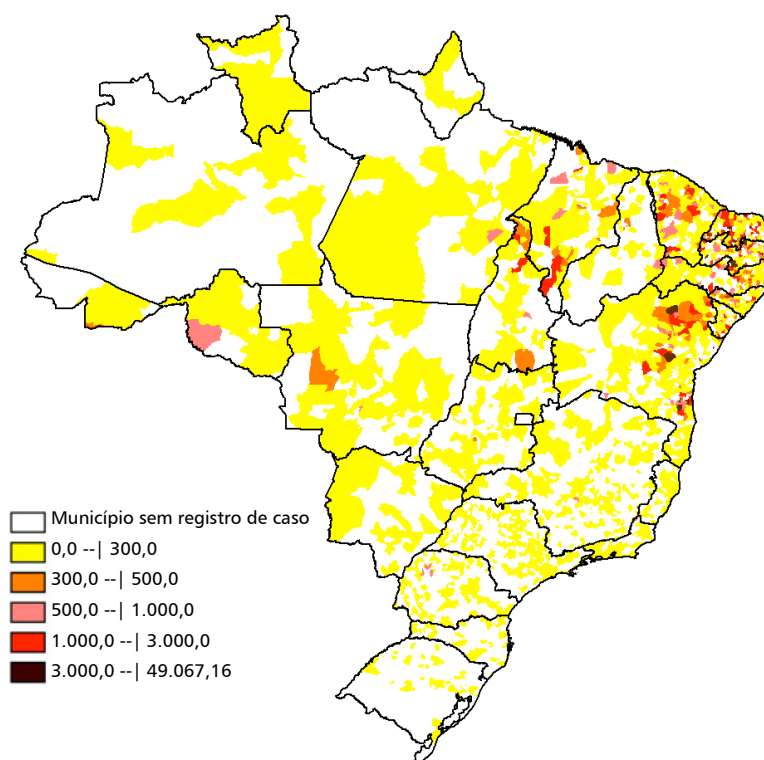 Município sem registro de caso
0,0 --| 300,0
300,0 --| 500,0
500,0 --| 1.000,0
1.000,0 --| 3.000,0
3.000,0 --| 49.067,16